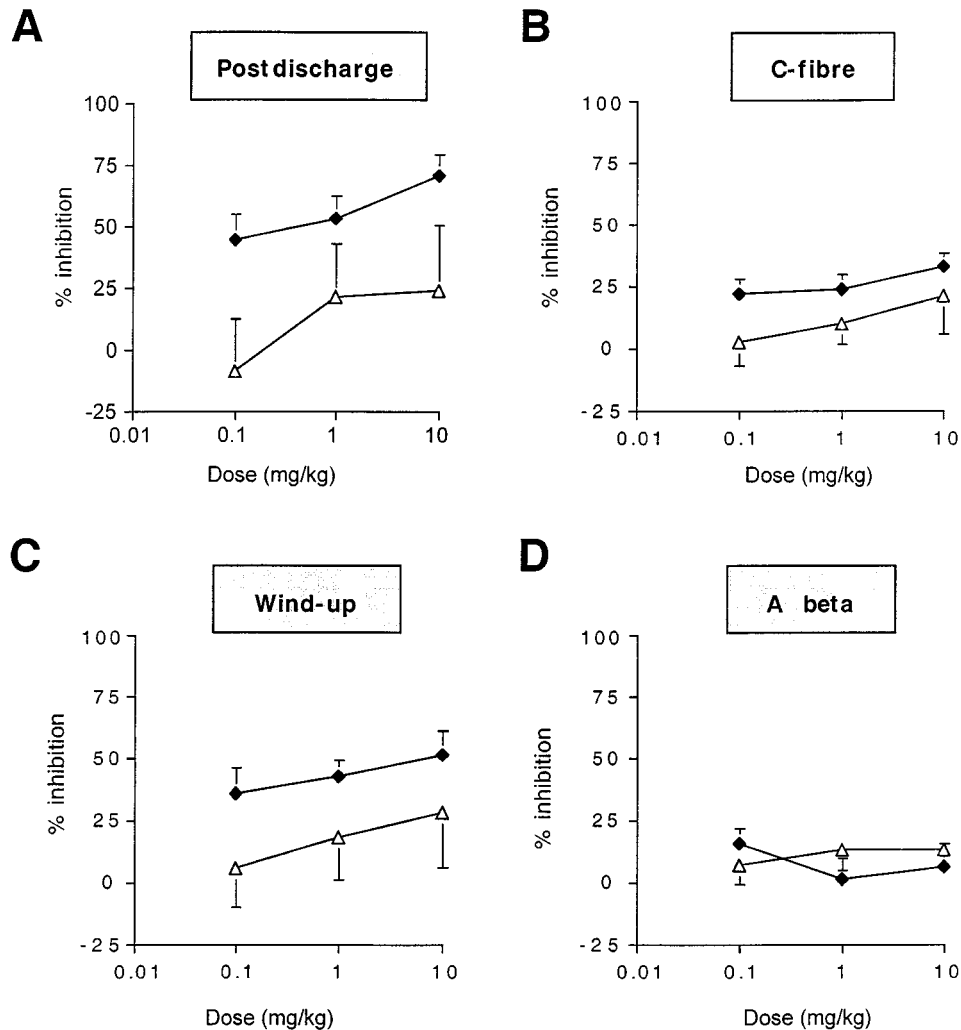 A
Post discharge
100
75
50
25
0
-25
% inhibition
0.01 0.1 1 10
Dose (mg/kg)
B
C-fibre
100
75
50
25
0
-25
% inhibition
0.01 0.1 1 10
Dose (mg/kg)
C
Wind-up
100
75
50
25
0
-25
% inhibition
0.01 0.1 1 10
Dose (mg/kg)
D
A beta
100
75
50
25
0
-25
% inhibition
0.01 0.1 1 10
Dose (mg/kg)